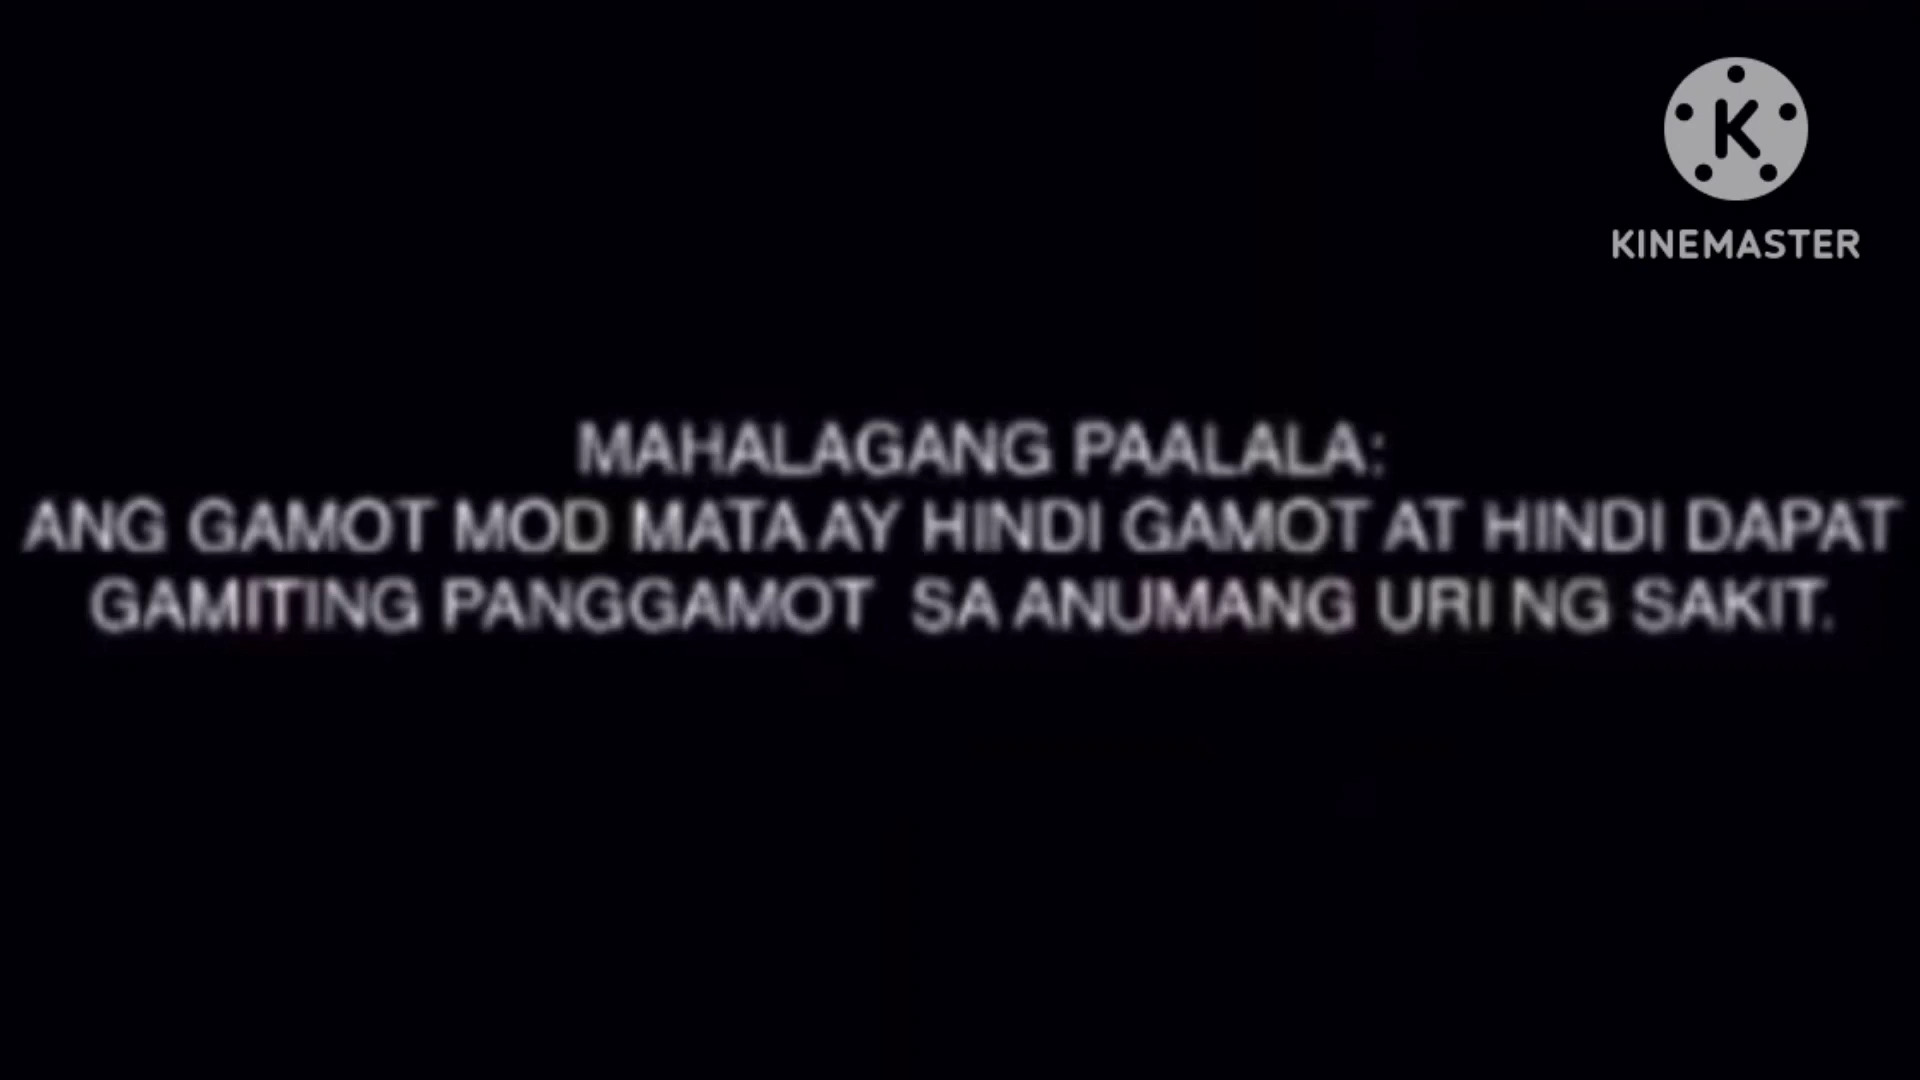 KINEMASTER
MAHALAGANG PAALALA:
ANG GAMOT MOD MATA AY HINDI GAMOT AT HINDI DAPAT
GAMITING PANGGAMOT SA ANUMANG URI NG SAKIT.